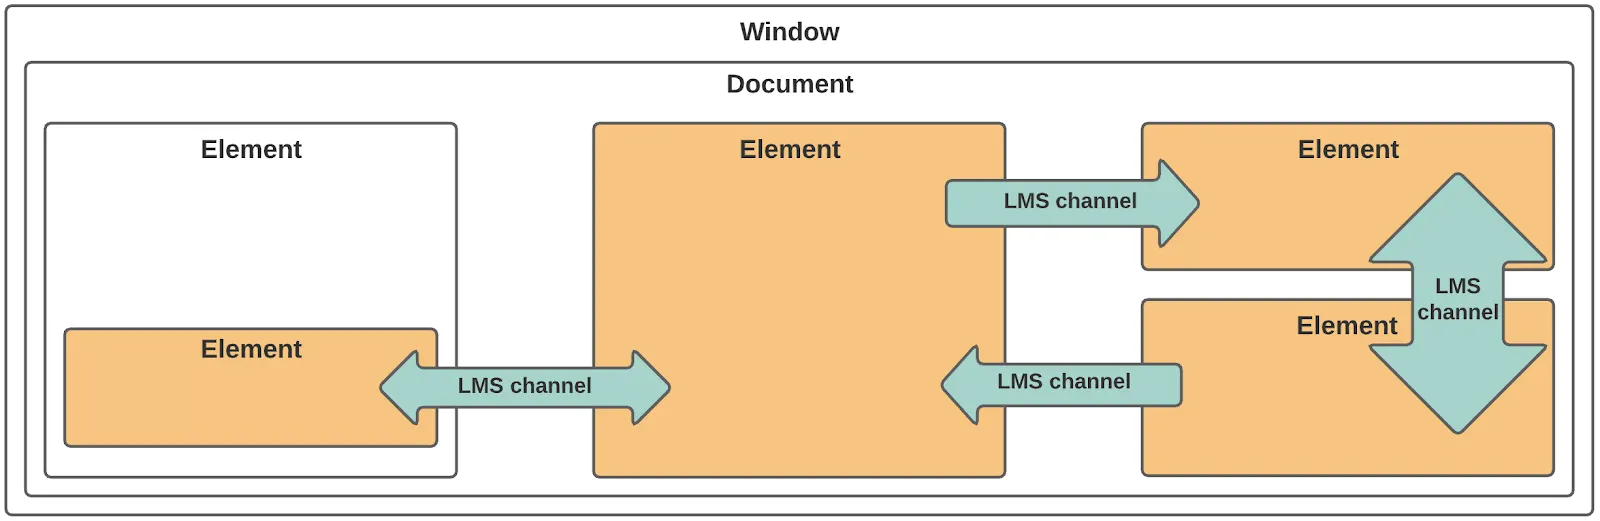 Window
Document
Element
Element
Element
LMS channel
LMS
channel
Element
Element
LMS channel
LMS channel